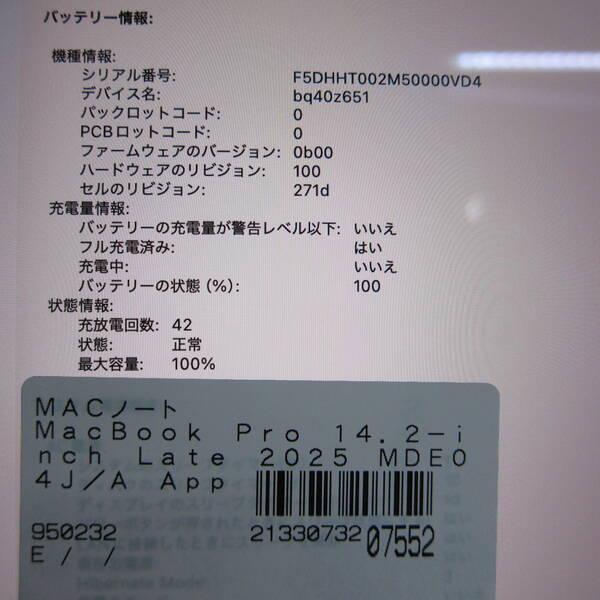 バッテリー情報:
機種情報:
シリアル番号: F5DHHT002M50000VD4
デバイス名: bq40z651
パックロットコード: 0
PCBロットコード: 0
ファームウェアのバージョン: 0b00
ハードウェアのリビジョン: 100
セルのリビジョン: 271d
充電量情報:
バッテリーの充電量が警告レベル以下: いいえ
フル充電済み: はい
充電中: いいえ
バッテリーの状態（%）: 100
状態情報:
充放電回数: 42
状態: 正常
最大容量: 100%
MACノート
MacBook Pro 14.2-i
nch Late 2025 MDE0
4J/A App
950232
21330732 07552
E / /
Hibernate Mode